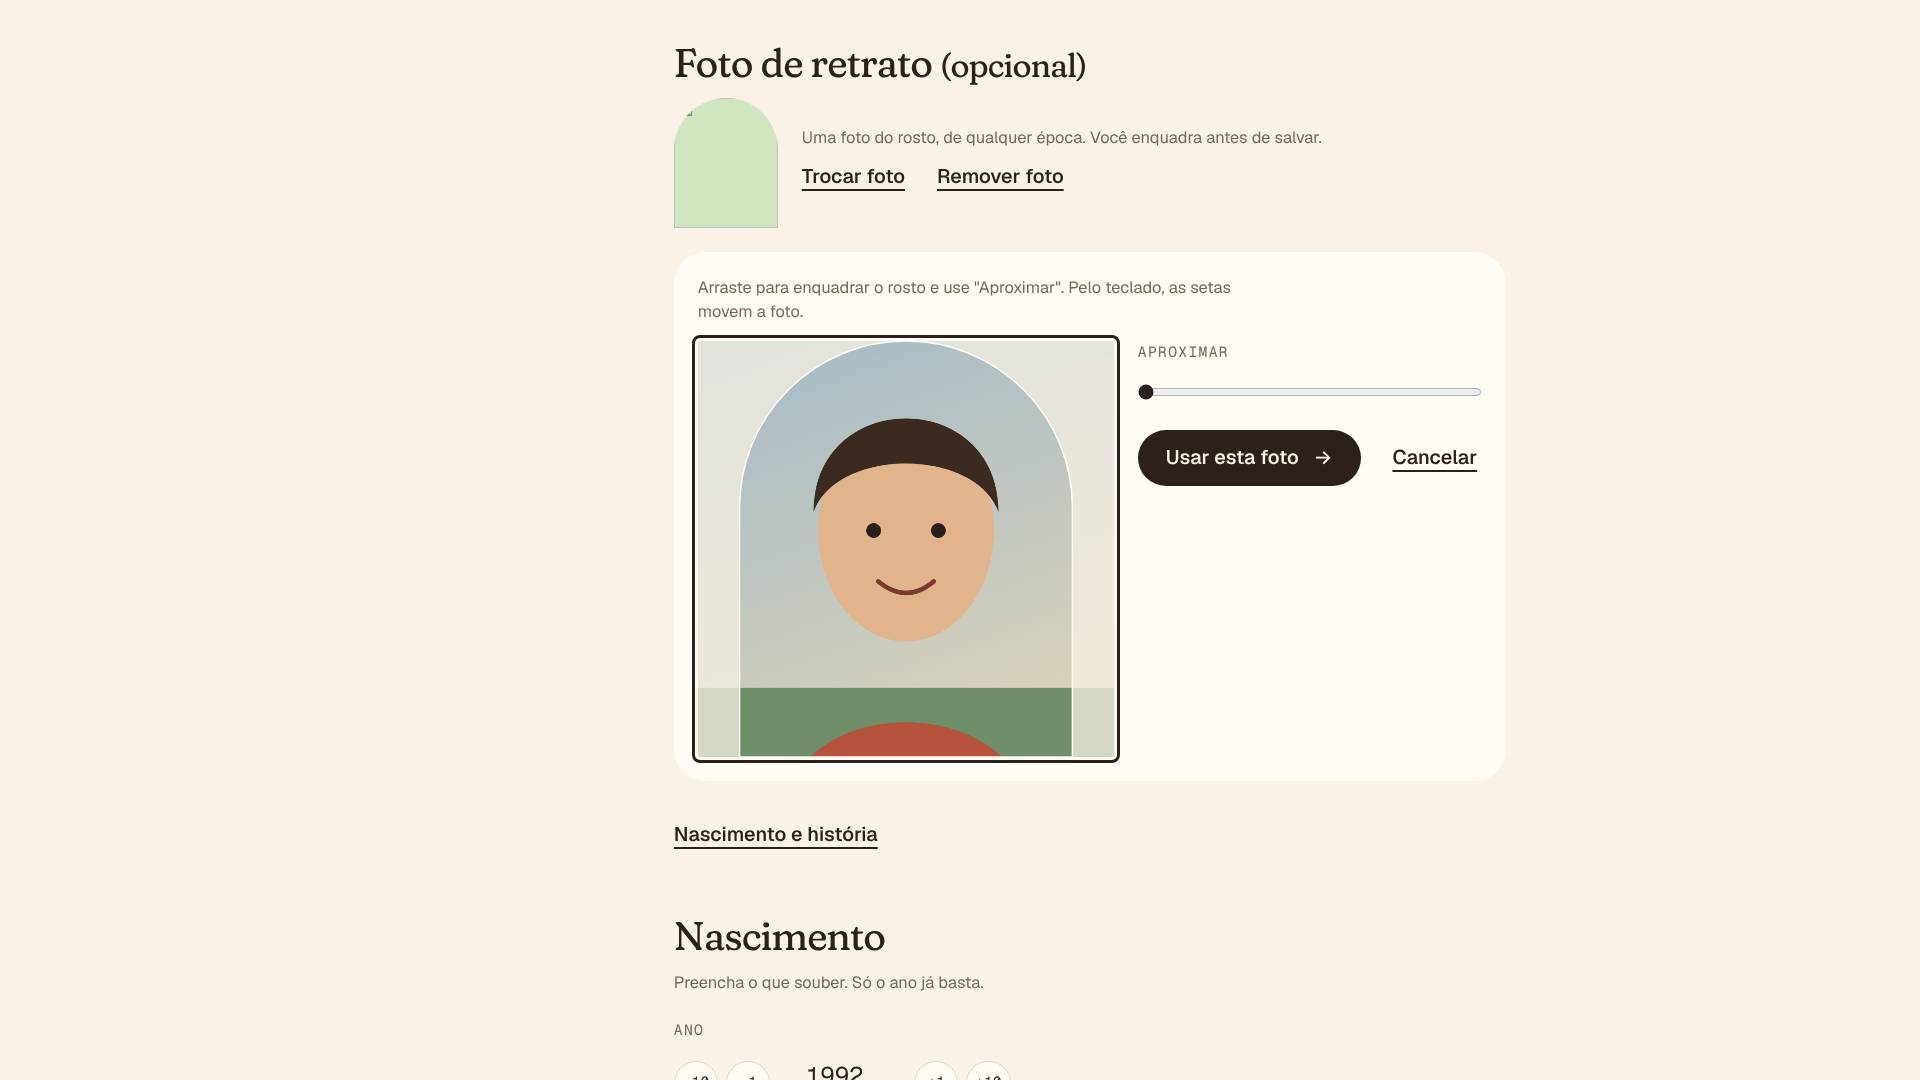 Foto de retrato (opcional)
Uma foto do rosto, de qualquer época. Você enquadra antes de salvar.
Trocar foto Remover foto
Arraste para enquadrar o rosto e use "Aproximar". Pelo teclado, as setas
movem a foto.
APROXIMAR
Usar esta foto →
Cancelar
Nascimento e história
Nascimento
Preencha o que souber. Só o ano já basta.
ANO
1992